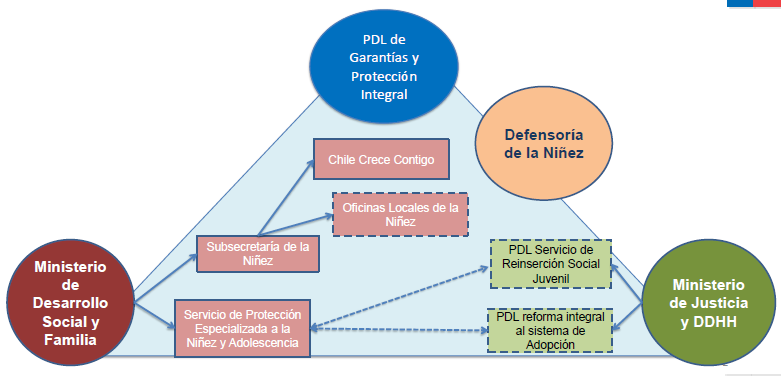 PDL de
Garantías y
Protección
Integral
Defensoría
de la Niñez
Chile Crece Contigo
Oficinas Locales de la
Niñez
Subsecretaría de la
Niñez
PDL Servicio de
Reinserción Social
Juvenil
Ministerio
de
Desarrollo
Social y
Familia
Ministerio
de Justicia
y DDHH
Servicio de Protección
Especializada a la
Niñez y Adolescencia
PDL reforma integral
al sistema de
Adopción